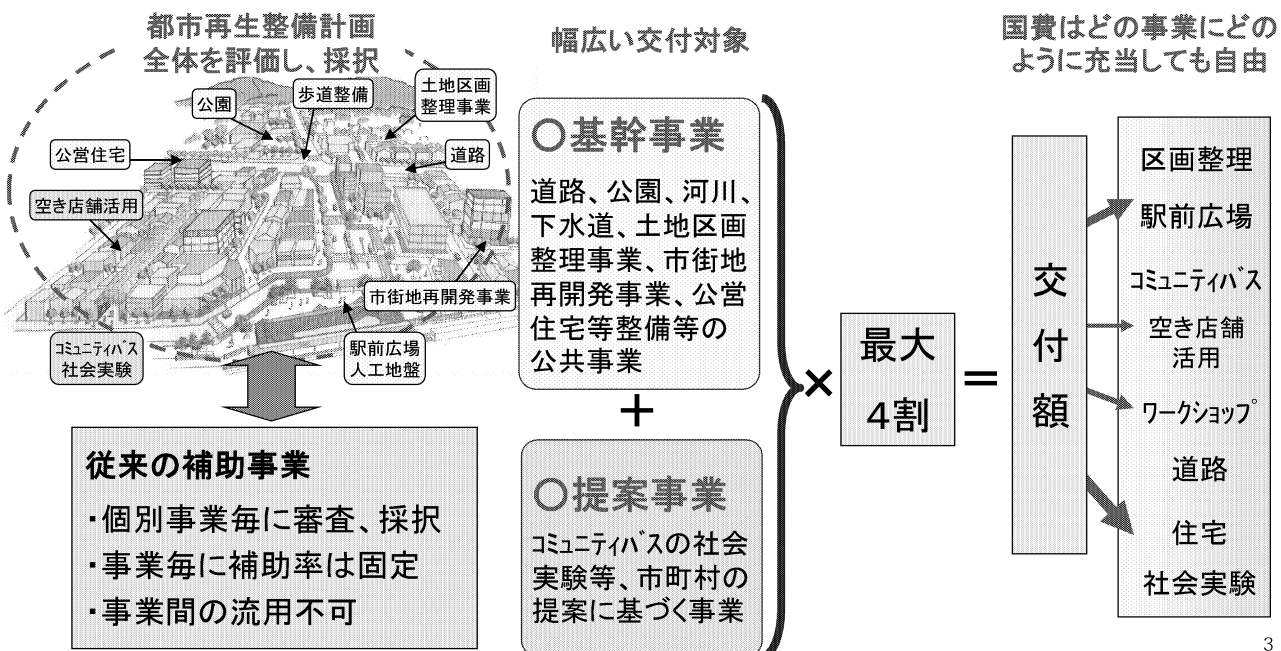 都市再生整備計画
全体を評価し、採択
公園
歩道整備
土地区画
整理事業
公営住宅
道路
空き店舗活用
市街地再開発事業
コミュニティバス
社会実験
駅前広場
人工地盤
従来の補助事業
・個別事業毎に審査、採択
・事業毎に補助率は固定
・事業間の流用不可
幅広い交付対象
〇基幹事業
道路、公園、河川、
下水道、土地区画
整理事業、市街地
再開発事業、公営
住宅等整備等の
公共事業
+
〇提案事業
コミュニティバスの社会
実験等、市町村の
提案に基づく事業
×
最大
4割
=
交付額
国費はどの事業にどの
ように充当しても自由
区画整理
駅前広場
コミュニティバス
空き店舗
活用
ワークショップ
道路
住宅
社会実験
3